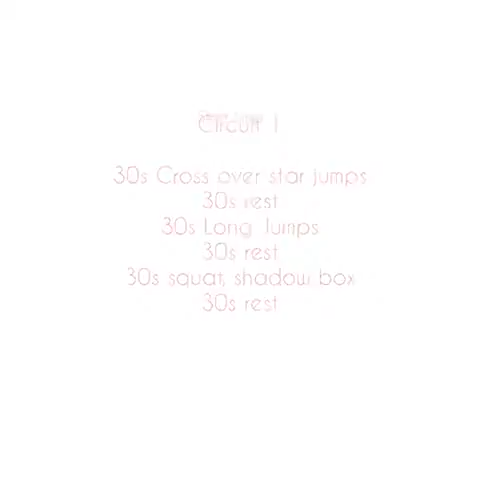 Circuit 1
30s Cross over star jumps
30s rest
30s Long Jumps
30s rest
30s squat, shadow box
30s rest